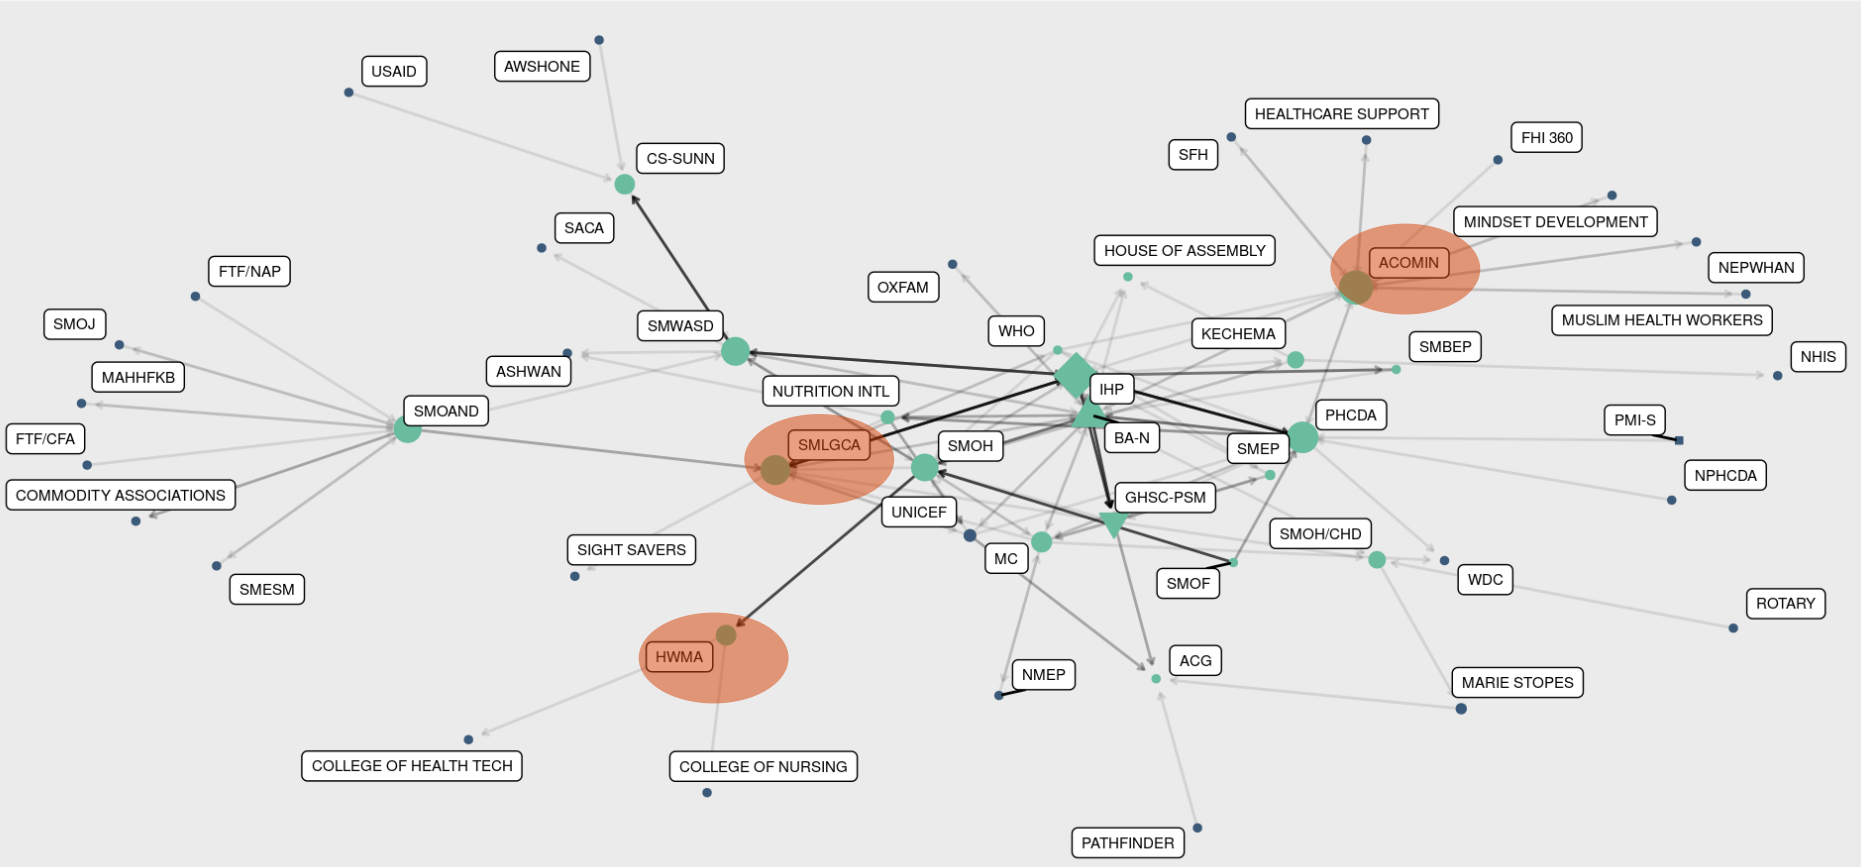 AWSHONE
USAID
HEALTHCARE SUPPORT
FHI 360
SFH
CS-SUNN
MINDSET DEVELOPMENT
SACA
HOUSE OF ASSEMBLY
ACOMIN
NEPWHAN
FTF/NAP
OXFAM
MUSLIM HEALTH WORKERS
SMOJ
SMWASD
WHO
KECHEMA
SMBEP
NHIS
ASHWAN
MAHHFKB
NUTRITION INTL
IHP
SMOAND
PHCDA
PMI-S
FTF/CFA
SMLGCA
SMOH
BA-N
SMEP
NPHCDA
COMMODITY ASSOCIATIONS
GHSC-PSM
UNICEF
SMOH/CHD
SIGHT SAVERS
MC
SMOF
WDC
SMESM
ROTARY
HWMA
ACG
NMEP
MARIE STOPES
COLLEGE OF HEALTH TECH
COLLEGE OF NURSING
PATHFINDER